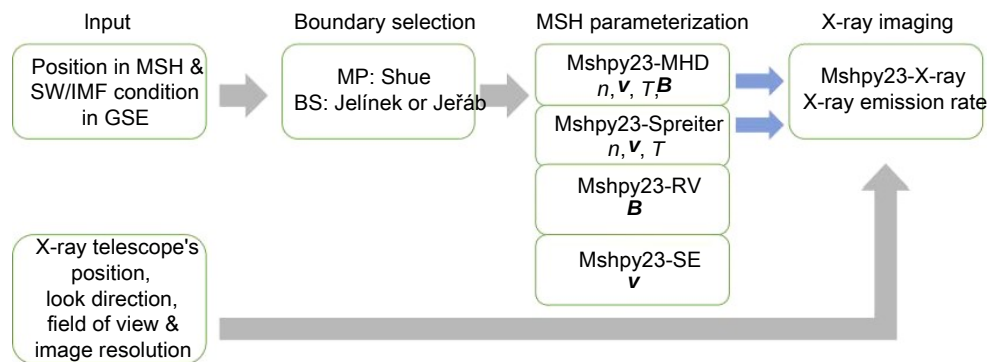 Input
Boundary selection
MSH parameterization
X-ray imaging
Position in MSH &
SW/IMF condition
in GSE
MP: Shue
BS: Jelínek or Jeřáb
Mshpy23-MHD
n, v, T, B
Mshpy23-Spreiter
n, v, T
Mshpy23-RV
B
Mshpy23-SE
v
Mshpy23-X-ray
X-ray emission rate
X-ray telescope's
position,
look direction,
field of view &
image resolution